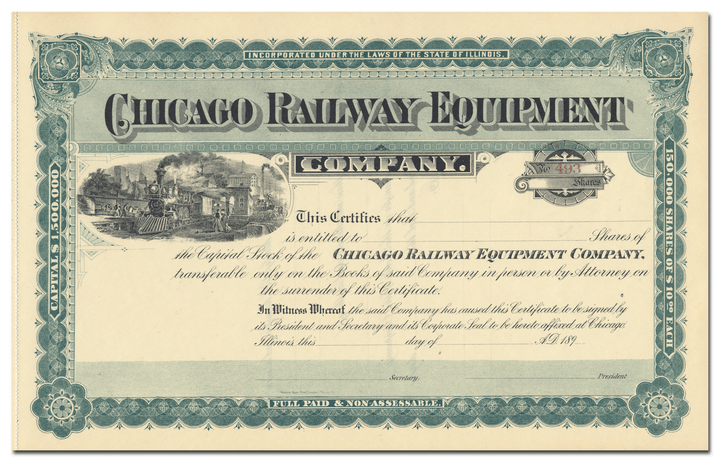 INCORPORATED UNDER THE LAWS OF THE STATE OF ILLINOIS.
CHICAGO RAILWAY EQUIPMENT
COMPANY.
No 493
Shares
CAPITAL $1,500,000
150,000 SHARES OF $10.00 EACH
This Certifies that
is entitled to Shares of
the Capital Stock of the CHICAGO RAILWAY EQUIPMENT COMPANY,
transferable only on the Books of said Company in person or by Attorney on
the surrender of this Certificate.
In Witness Whereof the said Company has caused this Certificate to be signed by
its President and Secretary and its Corporate Seal to be hereto affixed at Chicago.
Illinois, this day of A.D. 189
Secretary. President
FULL PAID & NON ASSESSABLE.